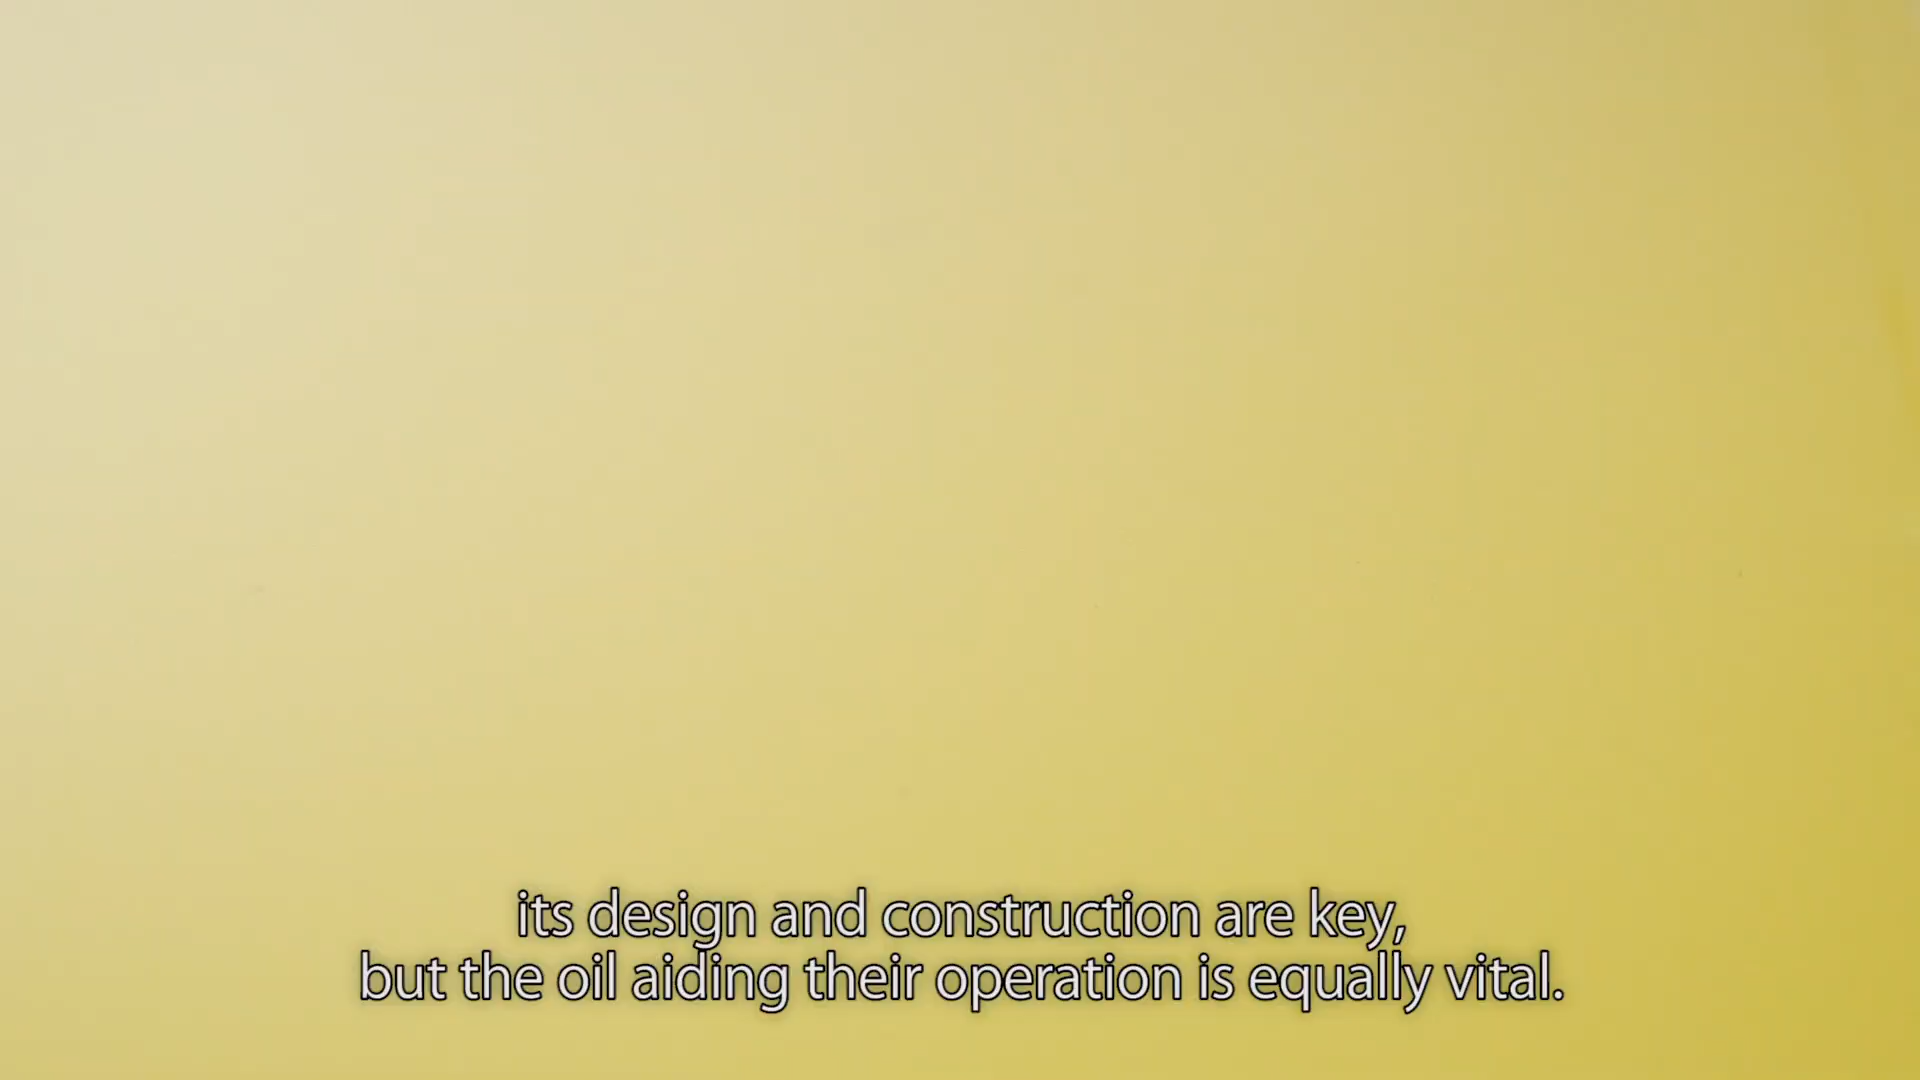 its design and construction are key,
but the oil aiding their operation is equally vital.